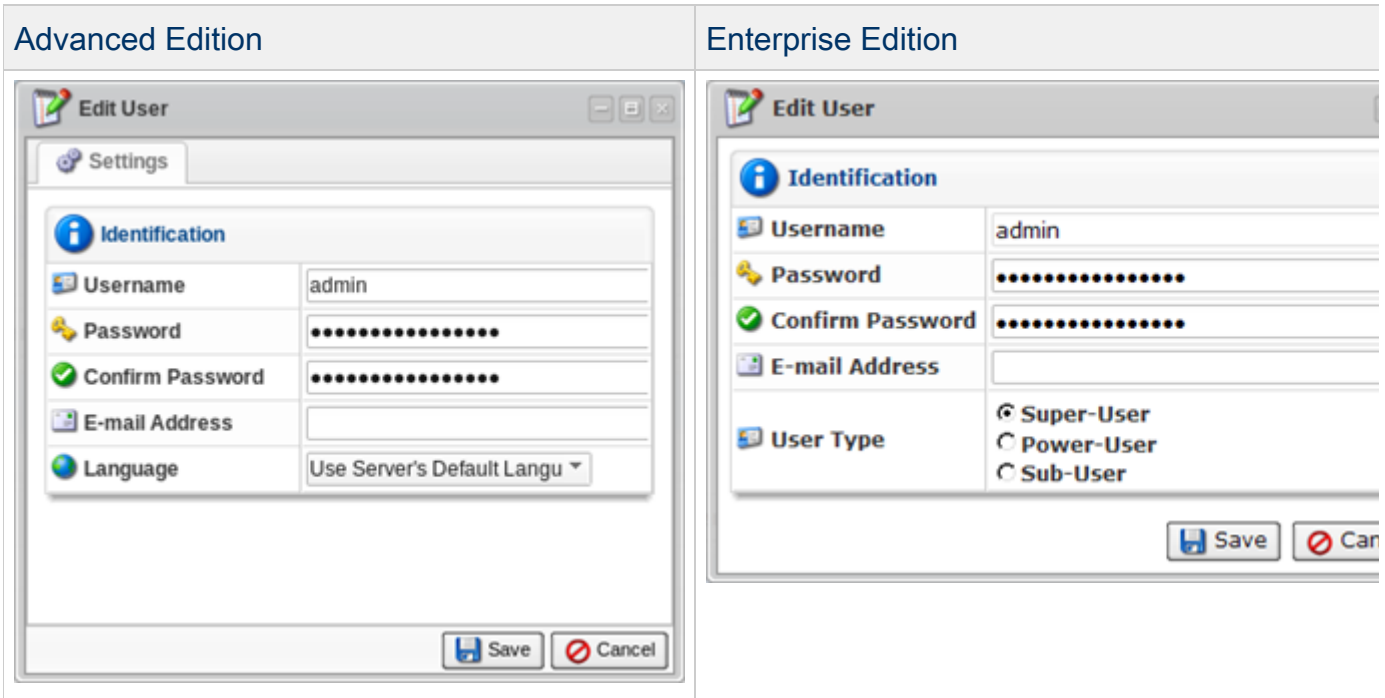 Advanced Edition
Edit User
Settings
Identification
Username admin
Password ••••••••••••••••
Confirm Password ••••••••••••••••
E-mail Address
Language Use Server's Default Langu
Save Cancel
Enterprise Edition
Edit User
Identification
Username admin
Password ••••••••••••••••
Confirm Password ••••••••••••••••
E-mail Address
User Type
Super-User
Power-User
Sub-User
Save Can